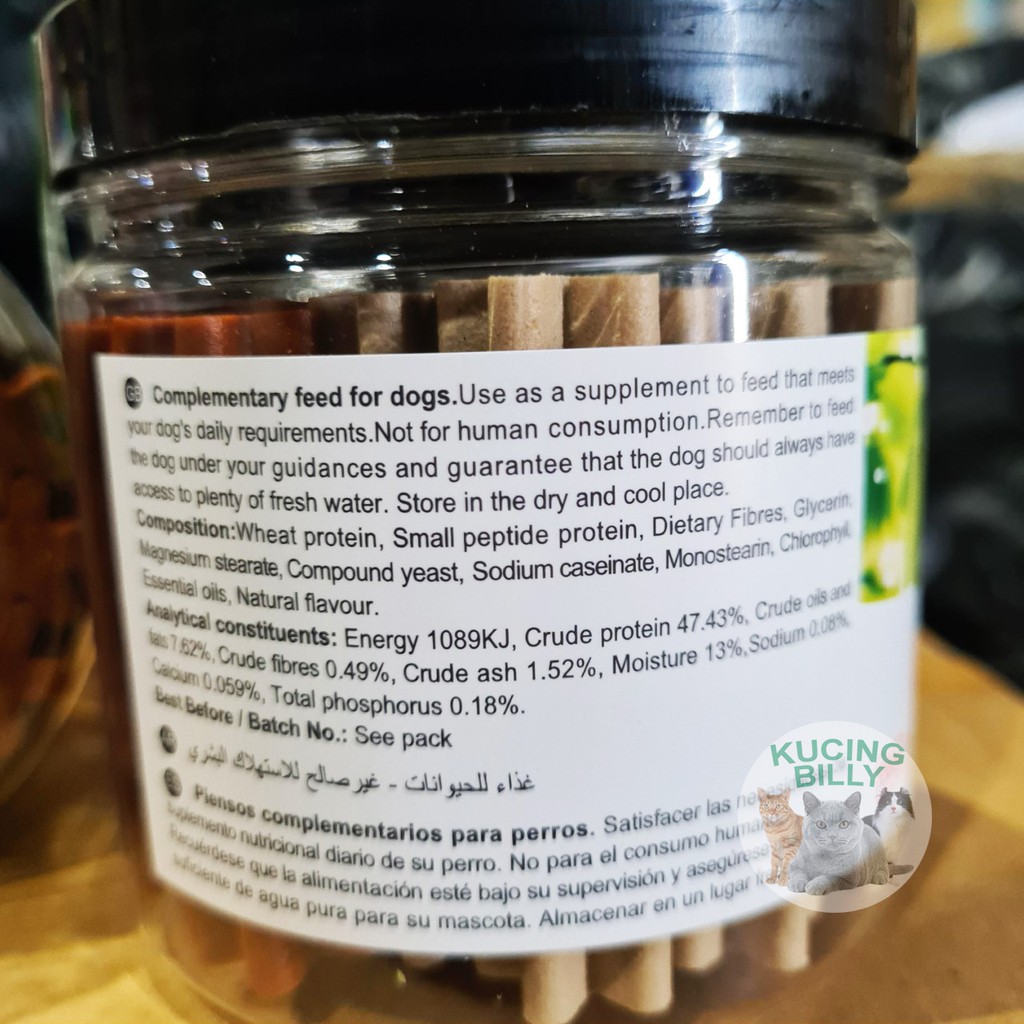 GB Complementary feed for dogs.Use as a supplement to feed that meets
your dog's daily requirements.Not for human consumption.Remember to feed
the dog under your guidances and guarantee that the dog should always have
access to plenty of fresh water. Store in the dry and cool place.
Composition:Wheat protein, Small peptide protein, Dietary Fibres, Glycerin,
Magnesium stearate, Compound yeast, Sodium caseinate, Monostearin, Chlorophyll,
Essential oils, Natural flavour.
Analytical constituents: Energy 1089KJ, Crude protein 47.43%, Crude oils and
fats 7.62%, Crude fibres 0.49%, Crude ash 1.52%, Moisture 13%,Sodium 0.08%,
Calcium 0.059%, Total phosphorus 0.18%.
Best Before / Batch No.: See pack
غذاء للحيوانات - غير صالح للاستهلاك البشري
Piensos complementarios para perros. Satisfacer las
suplemento nutricional diario de su perro. No para el consumo
Recuérdese que la alimentación esté bajo su supervisión y
suficiente de agua pura para su mascota. Almacenar en un lugar
KUCING
BILLY